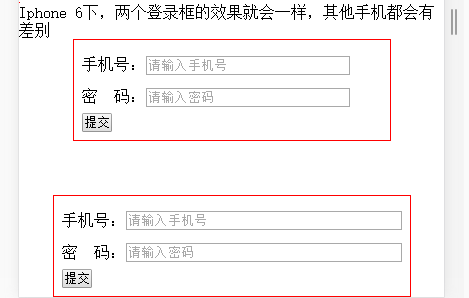 Iphone 6下，两个登录框的效果就会一样，其他手机都会有
差别
手机号：请输入手机号
密　码：请输入密码
提交
手机号：请输入手机号
密　码：请输入密码
提交